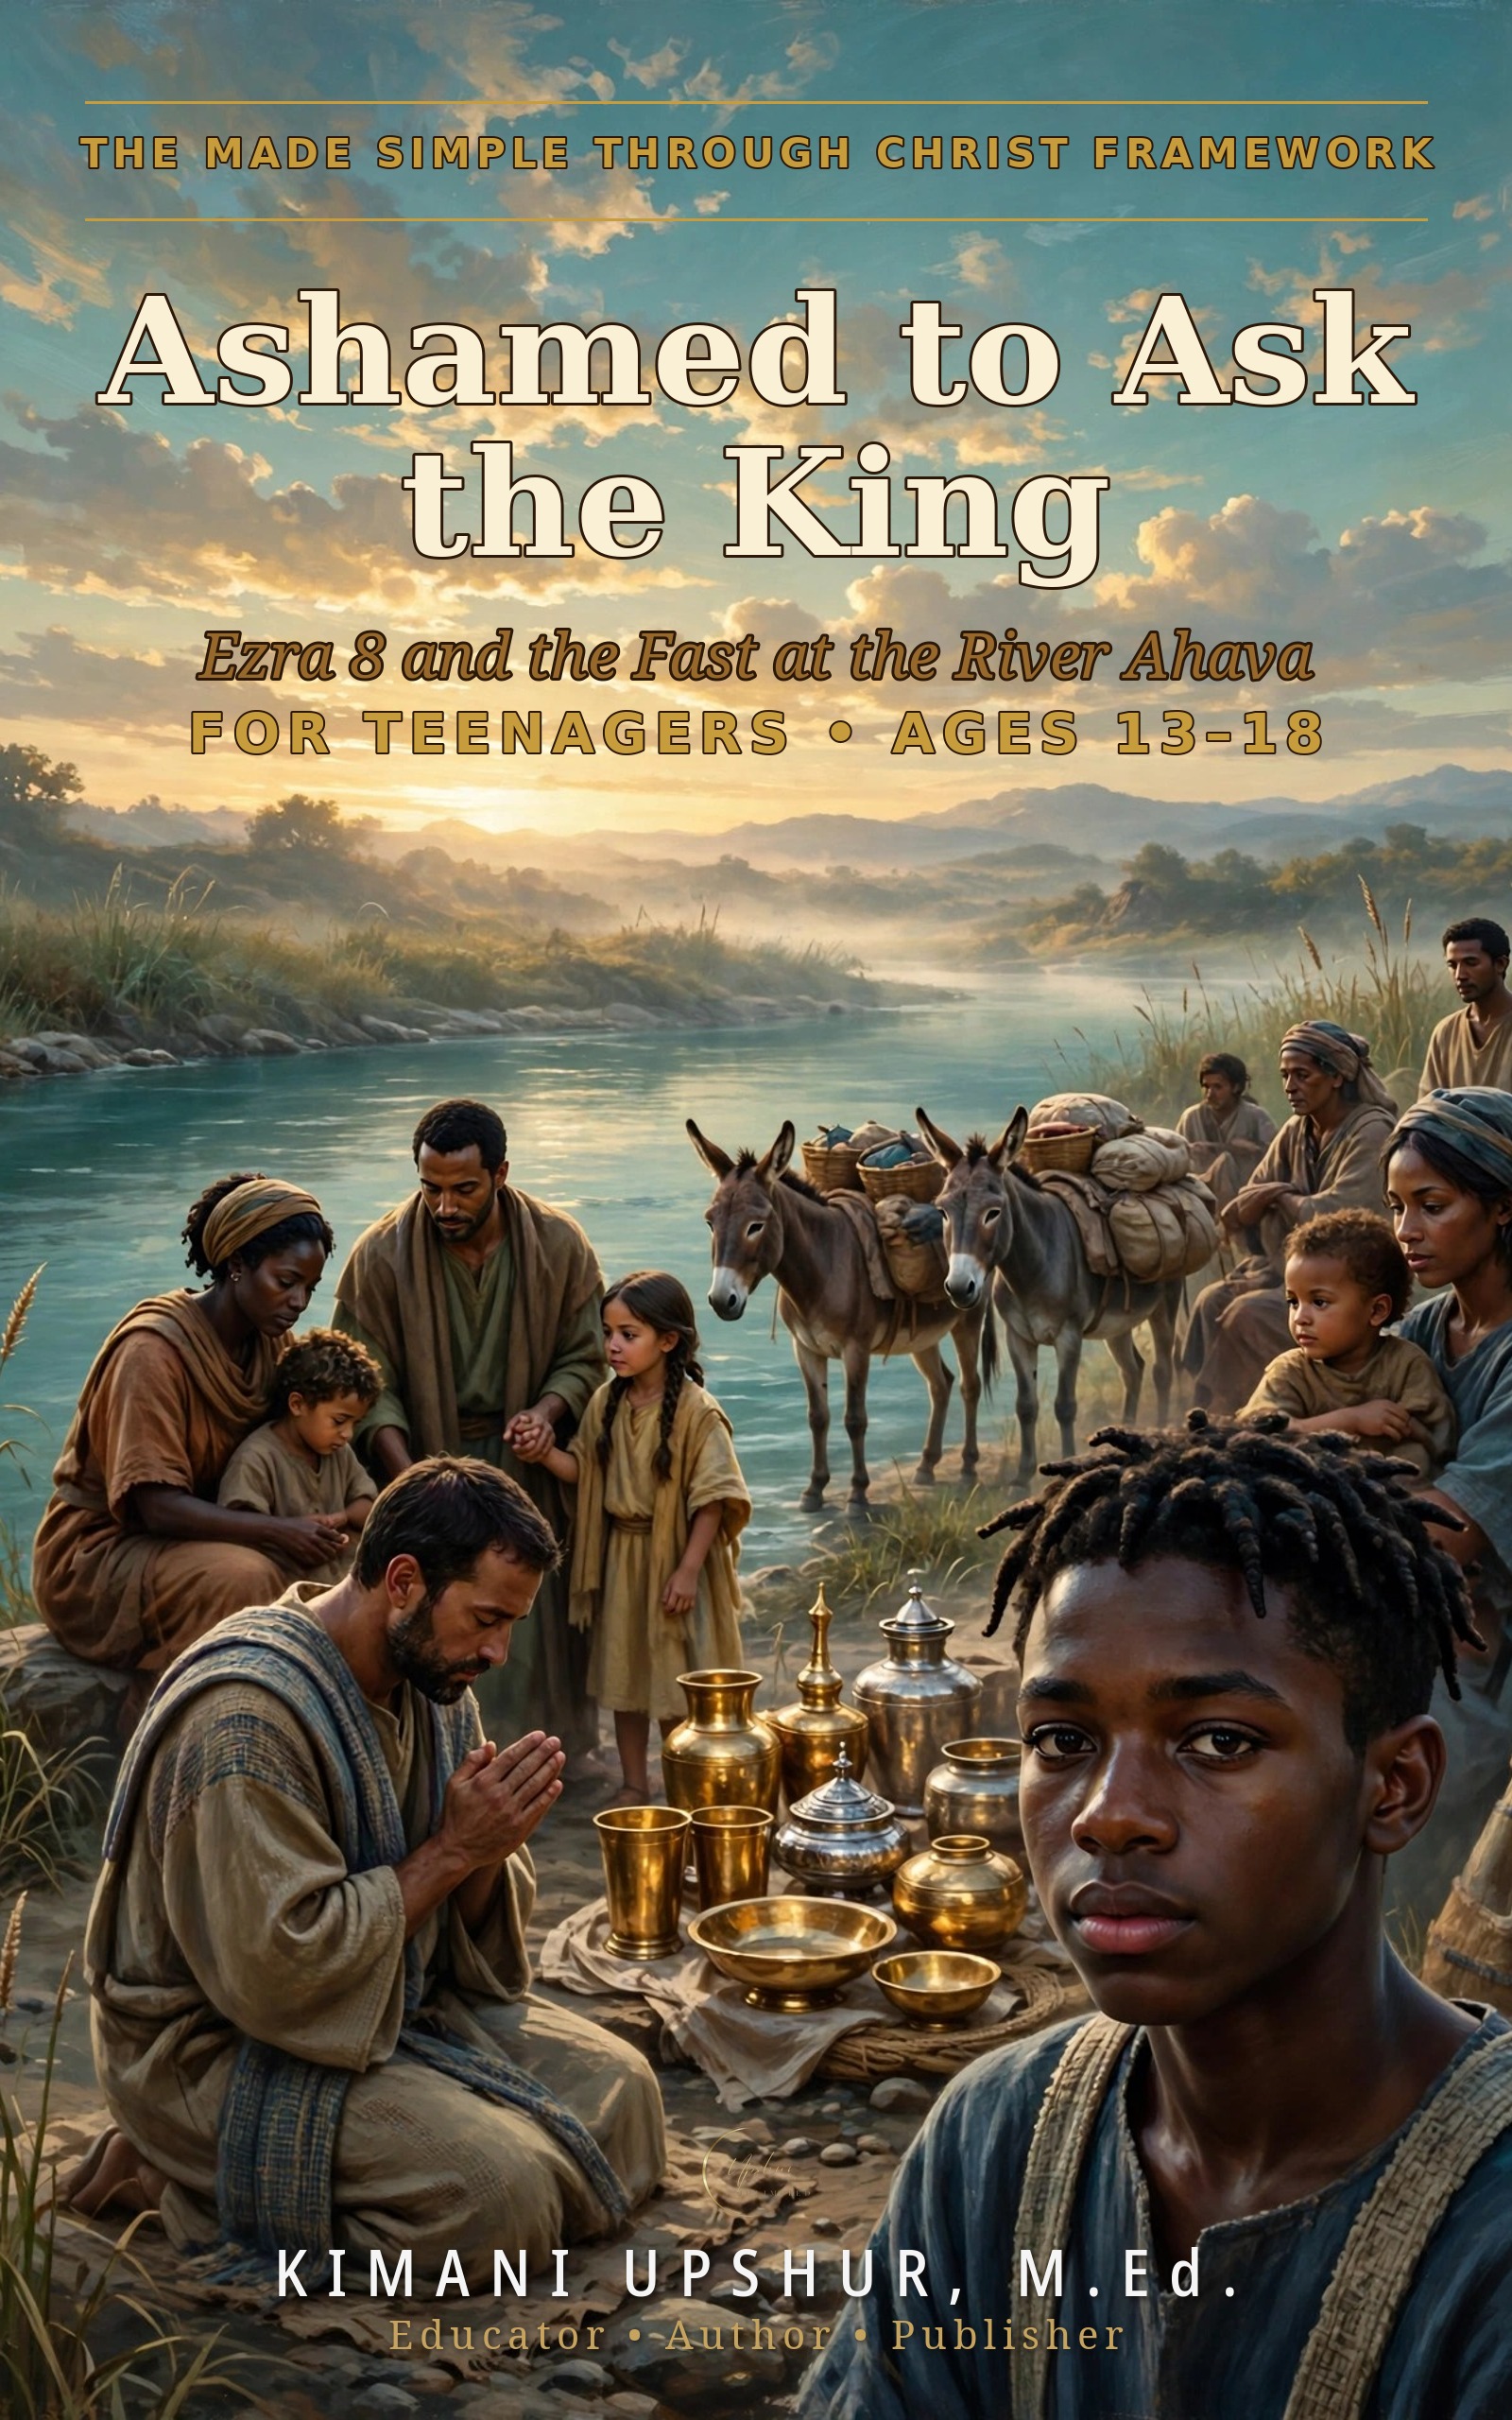 THE MADE SIMPLE THROUGH CHRIST FRAMEWORK
Ashamed to Ask
the King
Ezra 8 and the Fast at the River Ahava
FOR TEENAGERS • AGES 13–18
KIMANI UPSHUR, M.Ed.
Educator • Author • Publisher